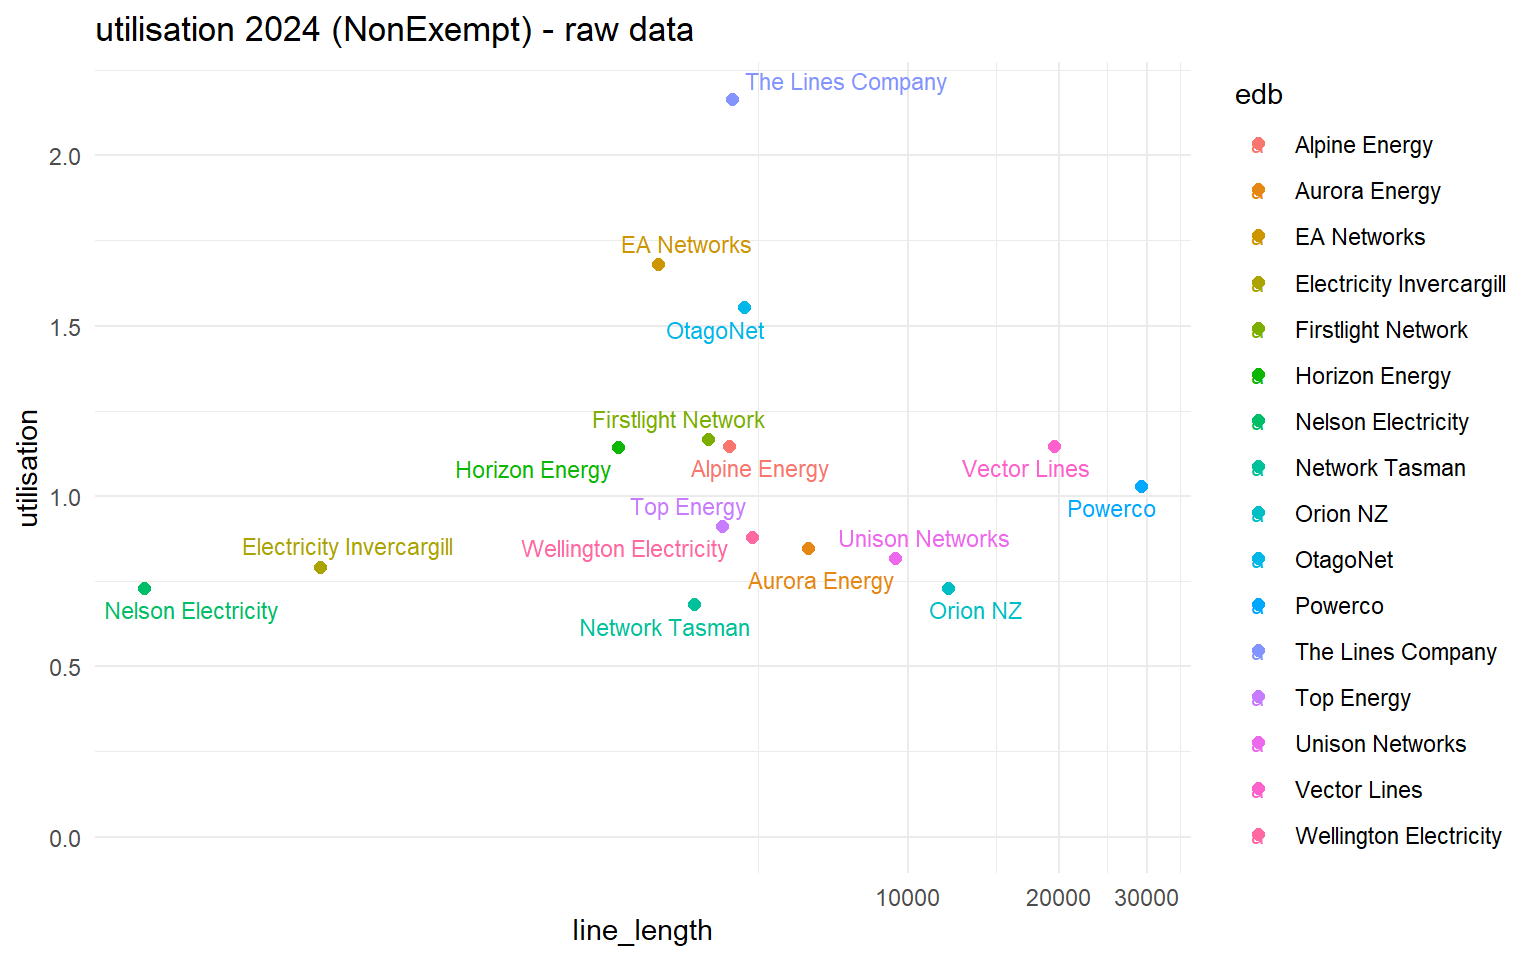 utilisation 2024 (NonExempt) - raw data
The Lines Company
EA Networks
OtagoNet
Firstlight Network
Horizon Energy
Alpine Energy
Vector Lines
Powerco
Top Energy
Wellington Electricity
Unison Networks
Electricity Invercargill
Aurora Energy
Nelson Electricity
Orion NZ
Network Tasman
2.0
1.5
1.0
0.5
0.0
utilisation
10000
20000
30000
line_length
edb
a Alpine Energy
a Aurora Energy
a EA Networks
a Electricity Invercargill
a Firstlight Network
a Horizon Energy
a Nelson Electricity
a Network Tasman
a Orion NZ
a OtagoNet
a Powerco
a The Lines Company
a Top Energy
a Unison Networks
a Vector Lines
a Wellington Electricity